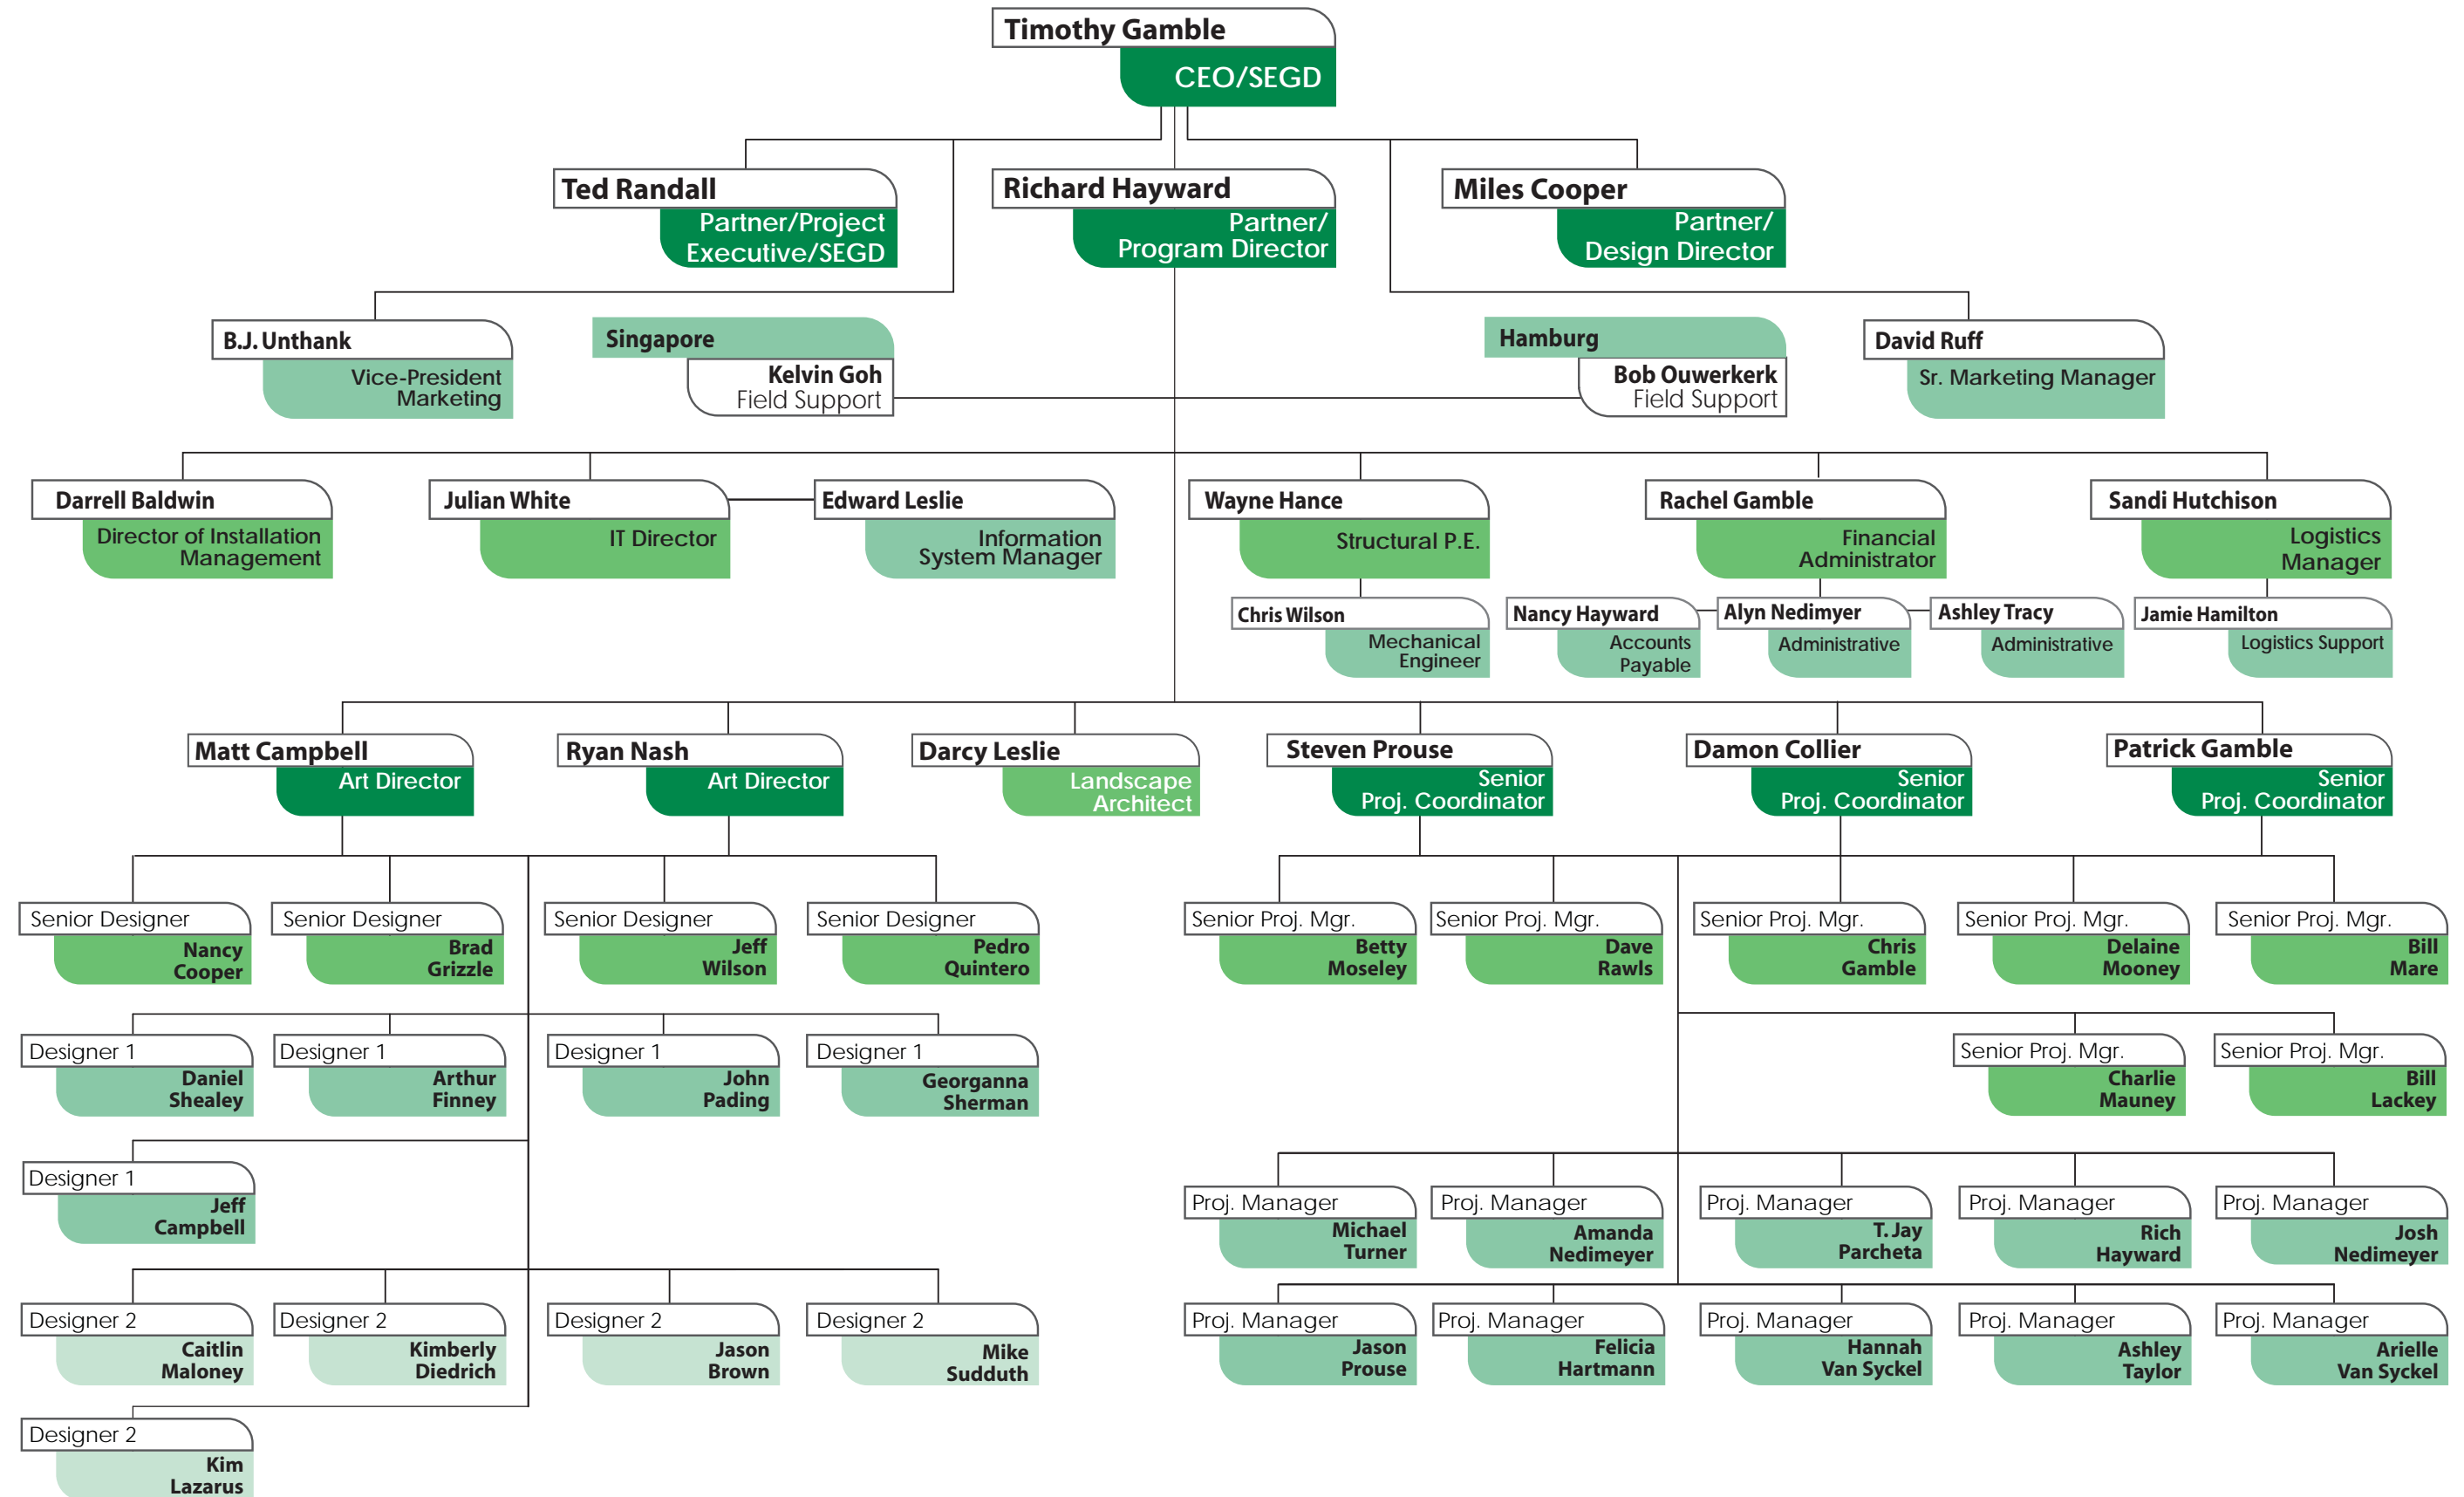 Timothy Gamble
CEO/SEGD
Ted Randall
Partner/Project
Executive/SEGD
Richard Hayward
Partner/
Program Director
Miles Cooper
Partner/
Design Director
B.J. Unthank
Vice-President
Marketing
Singapore
Kelvin Goh
Field Support
Hamburg
Bob Ouwerkerk
Field Support
David Ruff
Sr. Marketing Manager
Darrell Baldwin
Director of Installation
Management
Julian White
IT Director
Edward Leslie
Information
System Manager
Wayne Hance
Structural P.E.
Rachel Gamble
Financial
Administrator
Sandi Hutchison
Logistics
Manager
Chris Wilson
Mechanical
Engineer
Nancy Hayward
Accounts
Payable
Alyn Nedimyer
Administrative
Ashley Tracy
Administrative
Jamie Hamilton
Logistics Support
Matt Campbell
Art Director
Ryan Nash
Art Director
Darcy Leslie
Landscape
Architect
Steven Prouse
Senior
Proj. Coordinator
Damon Collier
Senior
Proj. Coordinator
Patrick Gamble
Senior
Proj. Coordinator
Senior Designer
Nancy
Cooper
Senior Designer
Brad
Grizzle
Senior Designer
Jeff
Wilson
Senior Designer
Pedro
Quintero
Senior Proj. Mgr.
Betty
Moseley
Senior Proj. Mgr.
Dave
Rawls
Senior Proj. Mgr.
Chris
Gamble
Senior Proj. Mgr.
Delaine
Mooney
Senior Proj. Mgr.
Bill
Mare
Designer 1
Daniel
Shealey
Designer 1
Arthur
Finney
Designer 1
John
Pading
Designer 1
Georganna
Sherman
Senior Proj. Mgr.
Charlie
Mauney
Senior Proj. Mgr.
Bill
Lackey
Designer 1
Jeff
Campbell
Proj. Manager
Michael
Turner
Proj. Manager
Amanda
Nedimeyer
Proj. Manager
T. Jay
Parcheta
Proj. Manager
Rich
Hayward
Proj. Manager
Josh
Nedimeyer
Designer 2
Caitlin
Maloney
Designer 2
Kimberly
Diedrich
Designer 2
Jason
Brown
Designer 2
Mike
Sudduth
Proj. Manager
Jason
Prouse
Proj. Manager
Felicia
Hartmann
Proj. Manager
Hannah
Van Syckel
Proj. Manager
Ashley
Taylor
Proj. Manager
Arielle
Van Syckel
Designer 2
Kim
Lazarus